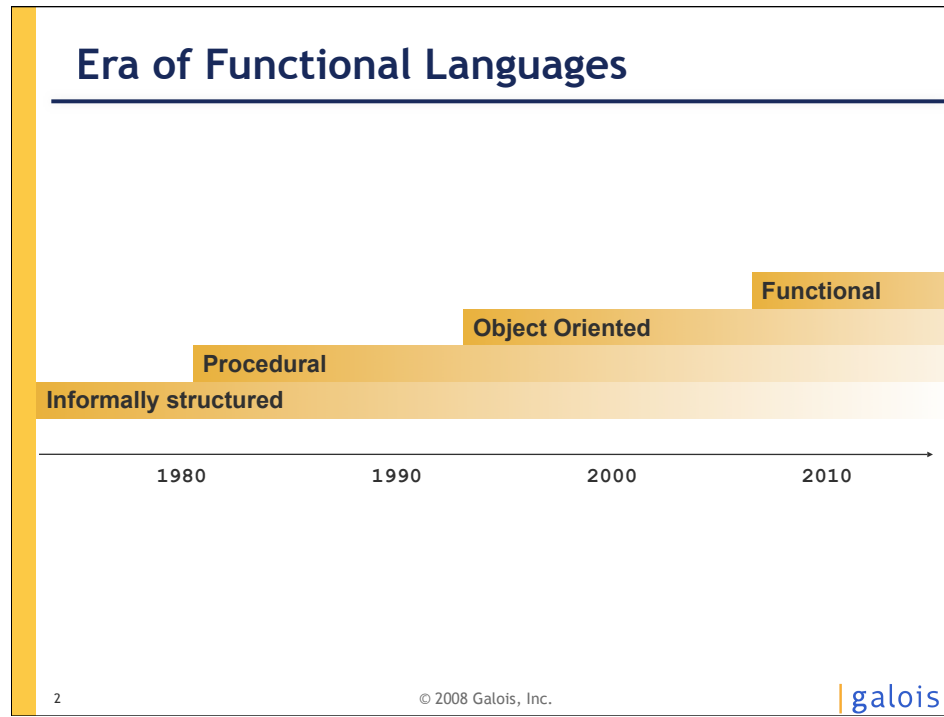 Era of Functional Languages
Functional
Object Oriented
Procedural
Informally structured
1980 1990 2000 2010
2 © 2008 Galois, Inc. galois